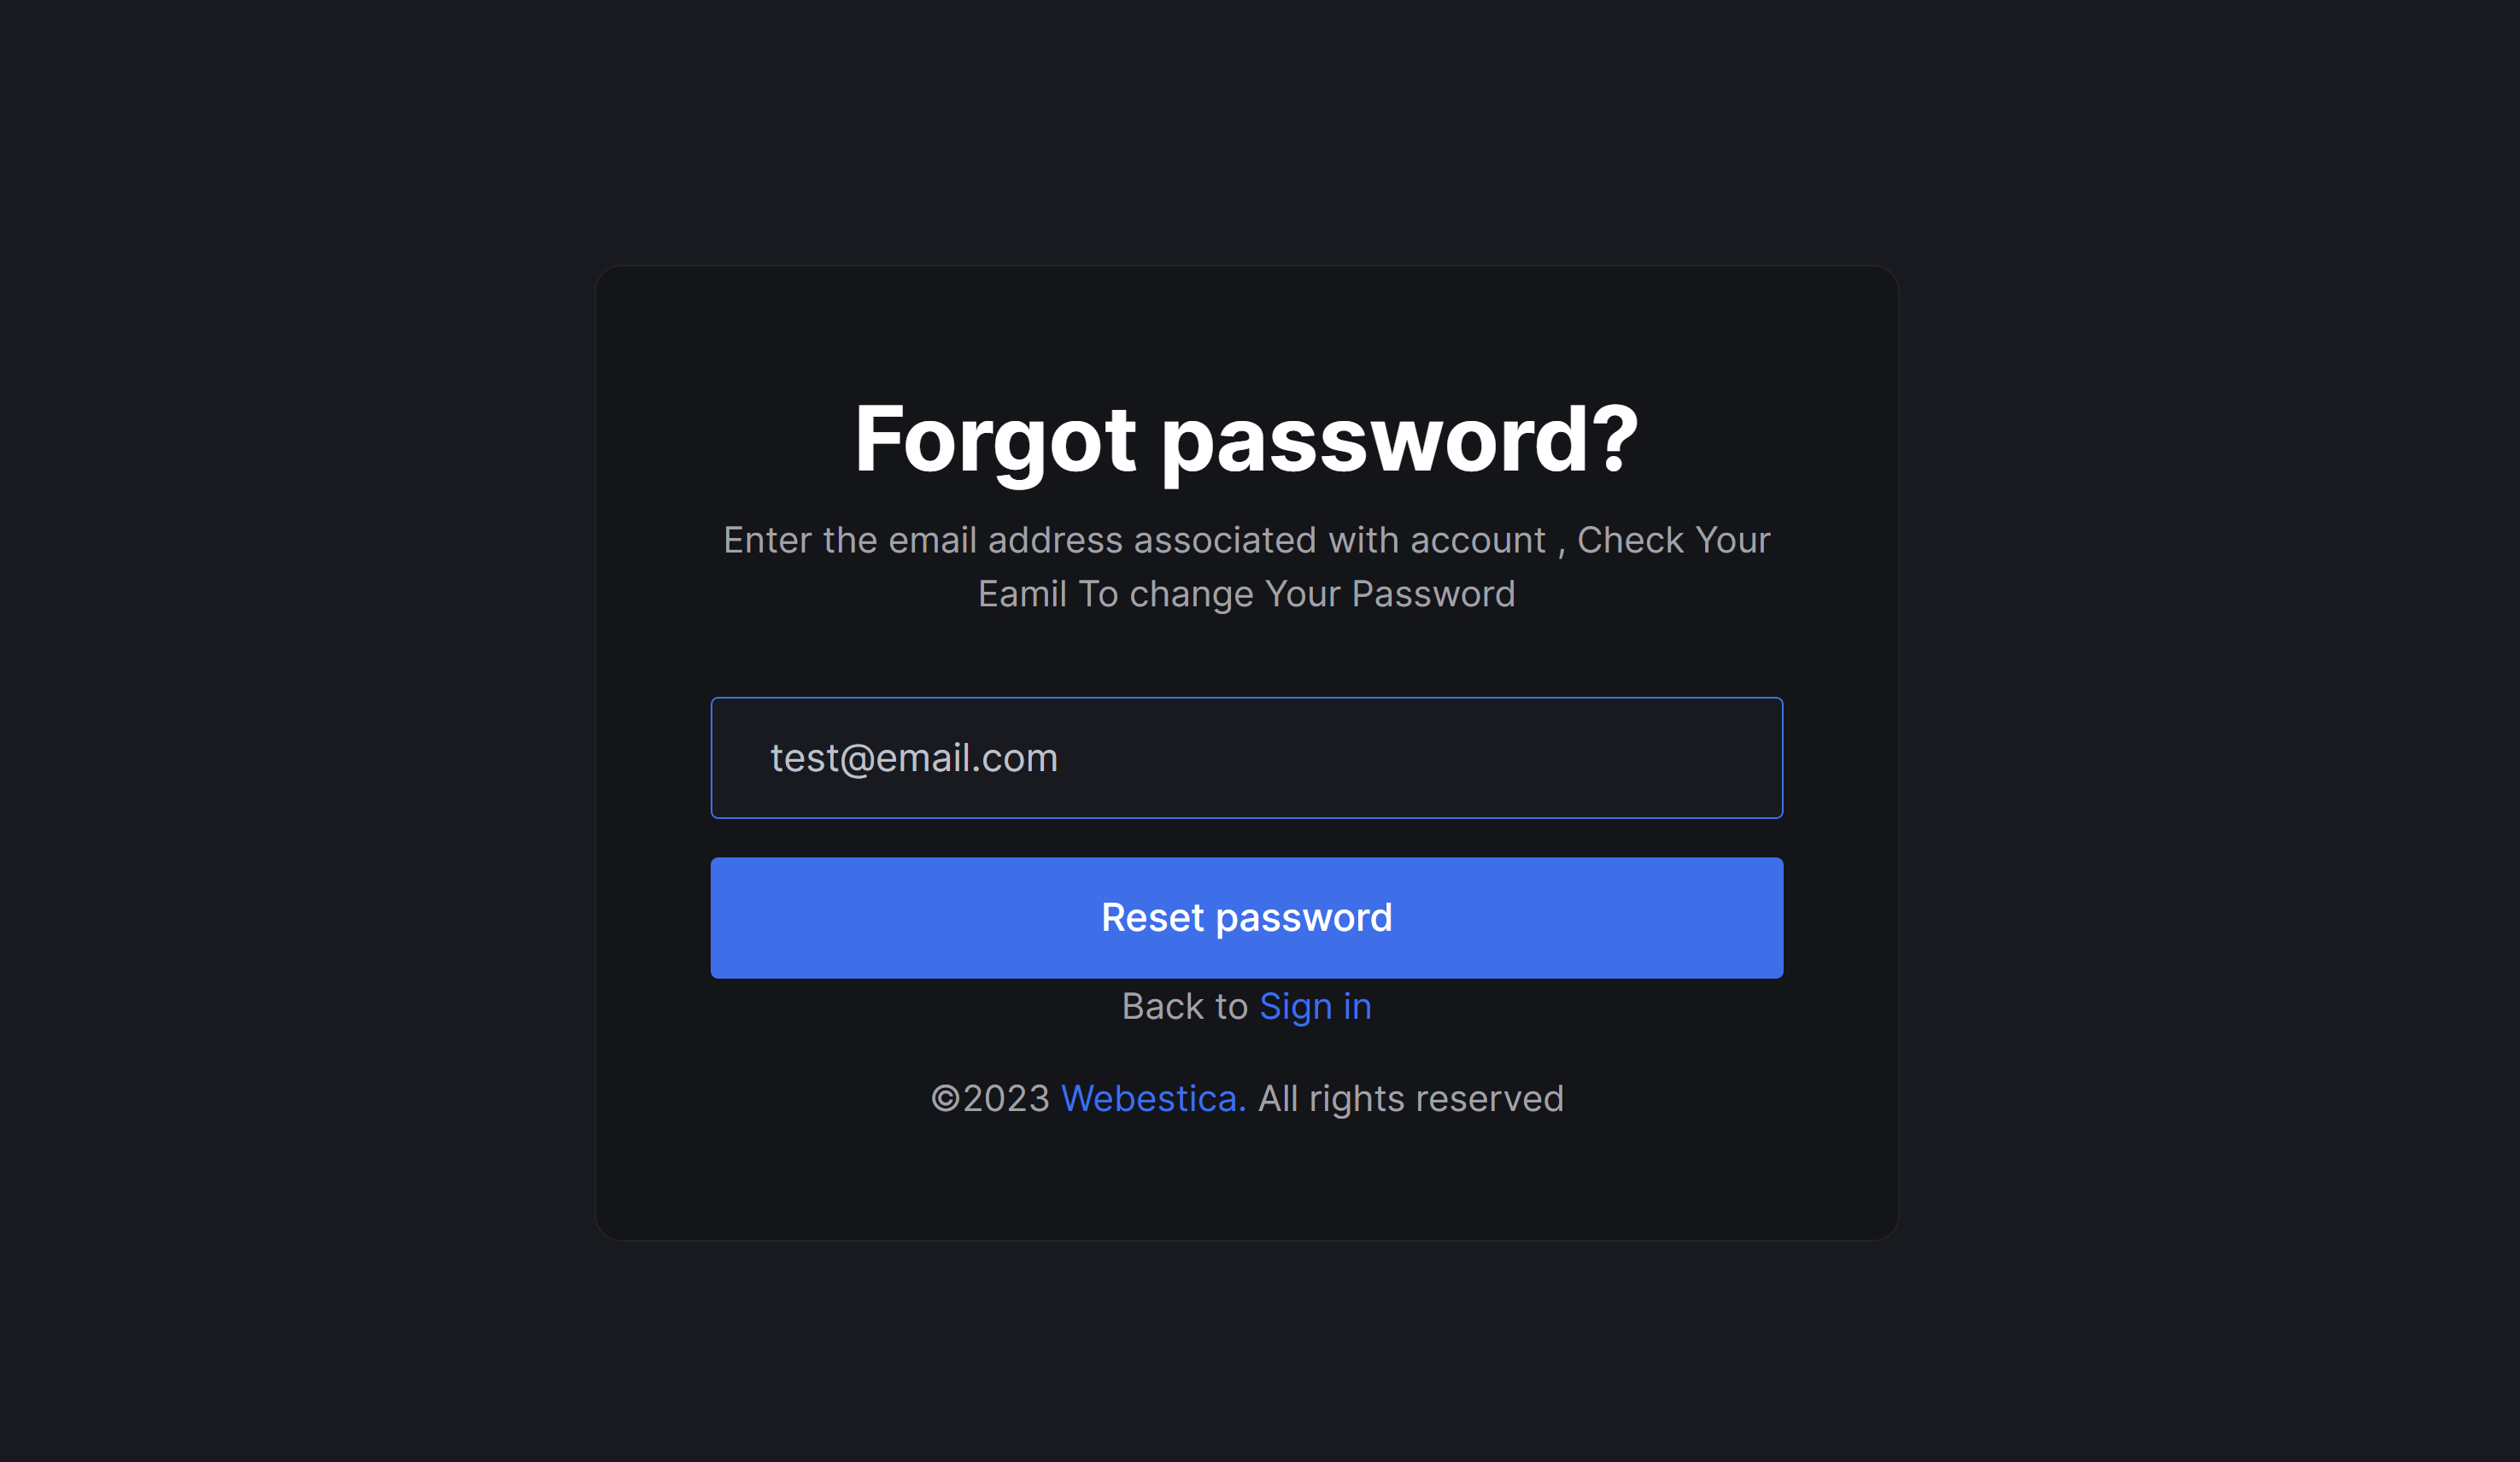 Forgot password?
Enter the email address associated with account , Check Your
Eamil To change Your Password
test@email.com
Reset password
Back to Sign in
©2023 Webestica. All rights reserved